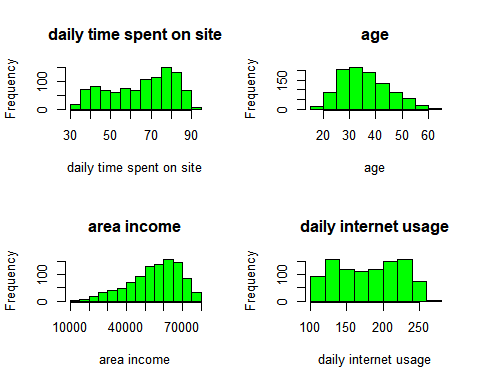 daily time spent on site
Frequency
0 100
30 50 70 90
daily time spent on site
age
Frequency
0 150
20 30 40 50 60
age
area income
Frequency
0 100
10000 40000 70000
area income
daily internet usage
Frequency
0 100
100 150 200 250
daily internet usage